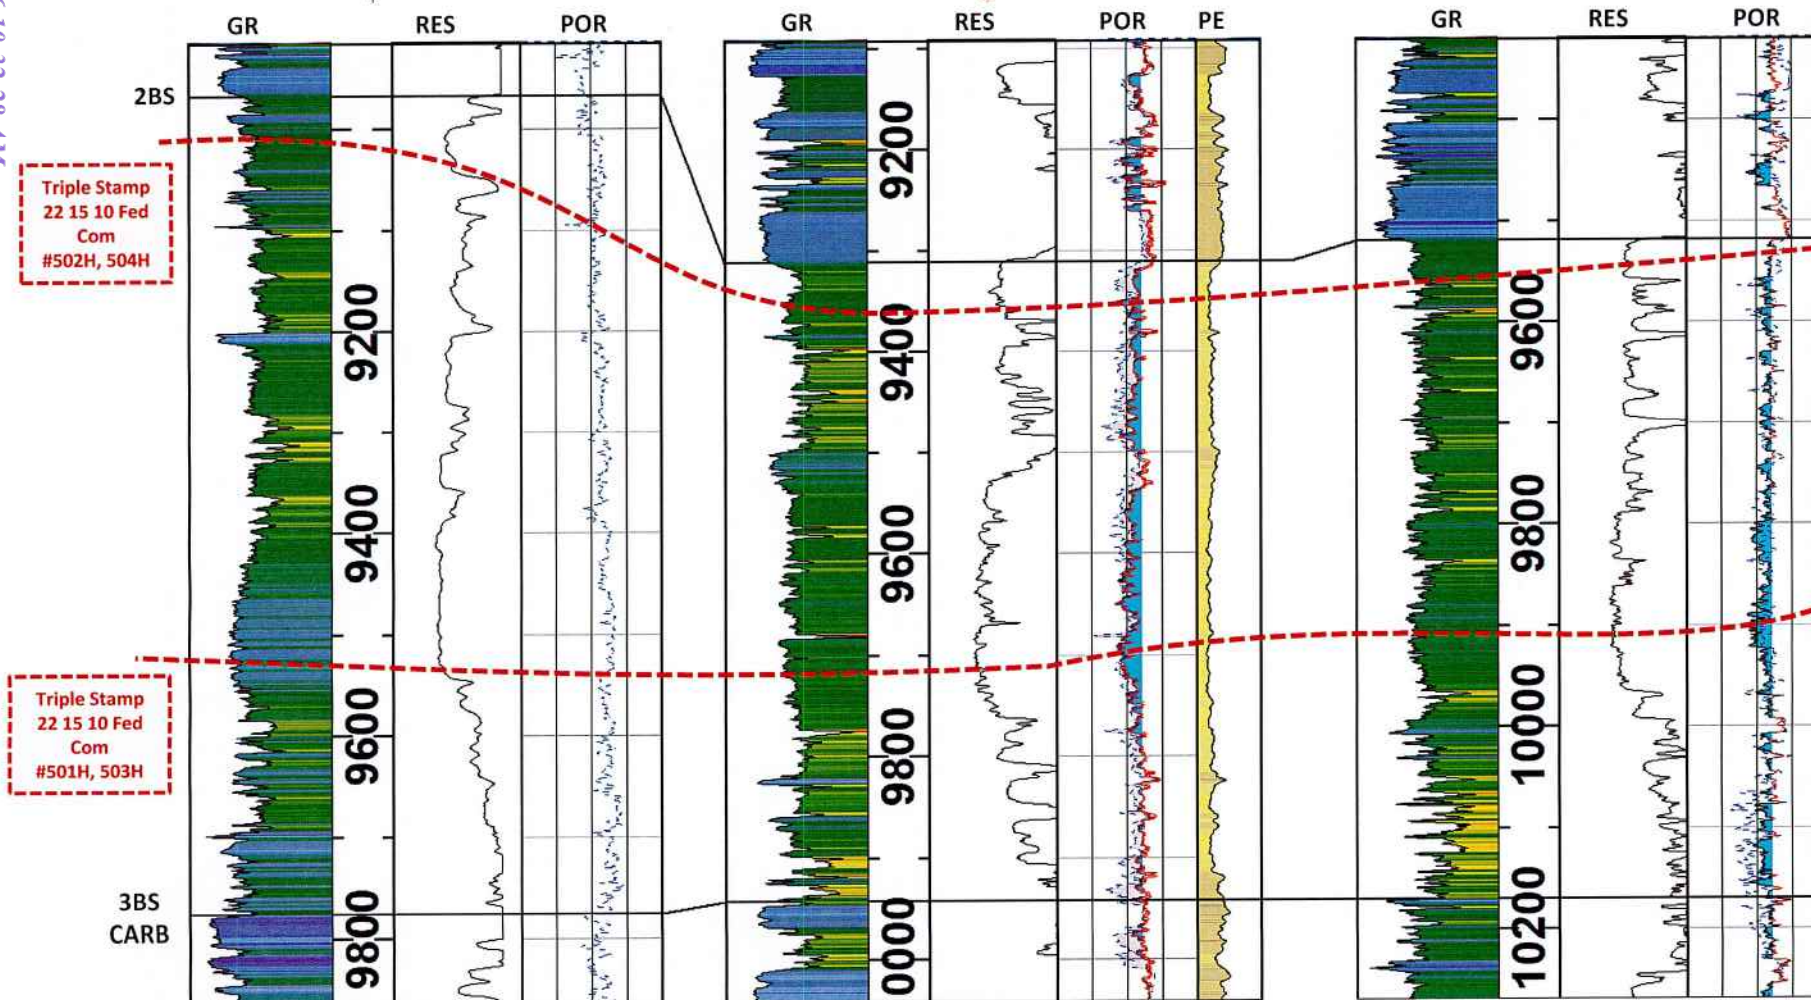 GR RES POR GR RES POR PE GR RES POR
2BS
Triple Stamp
22 15 10 Fed
Com
#502H, 504H
9200
9400
9600
9800
Triple Stamp
22 15 10 Fed
Com
#501H, 503H
3BS
CARB
9200
9400
9600
9800
0000
9600
9800
10000
10200